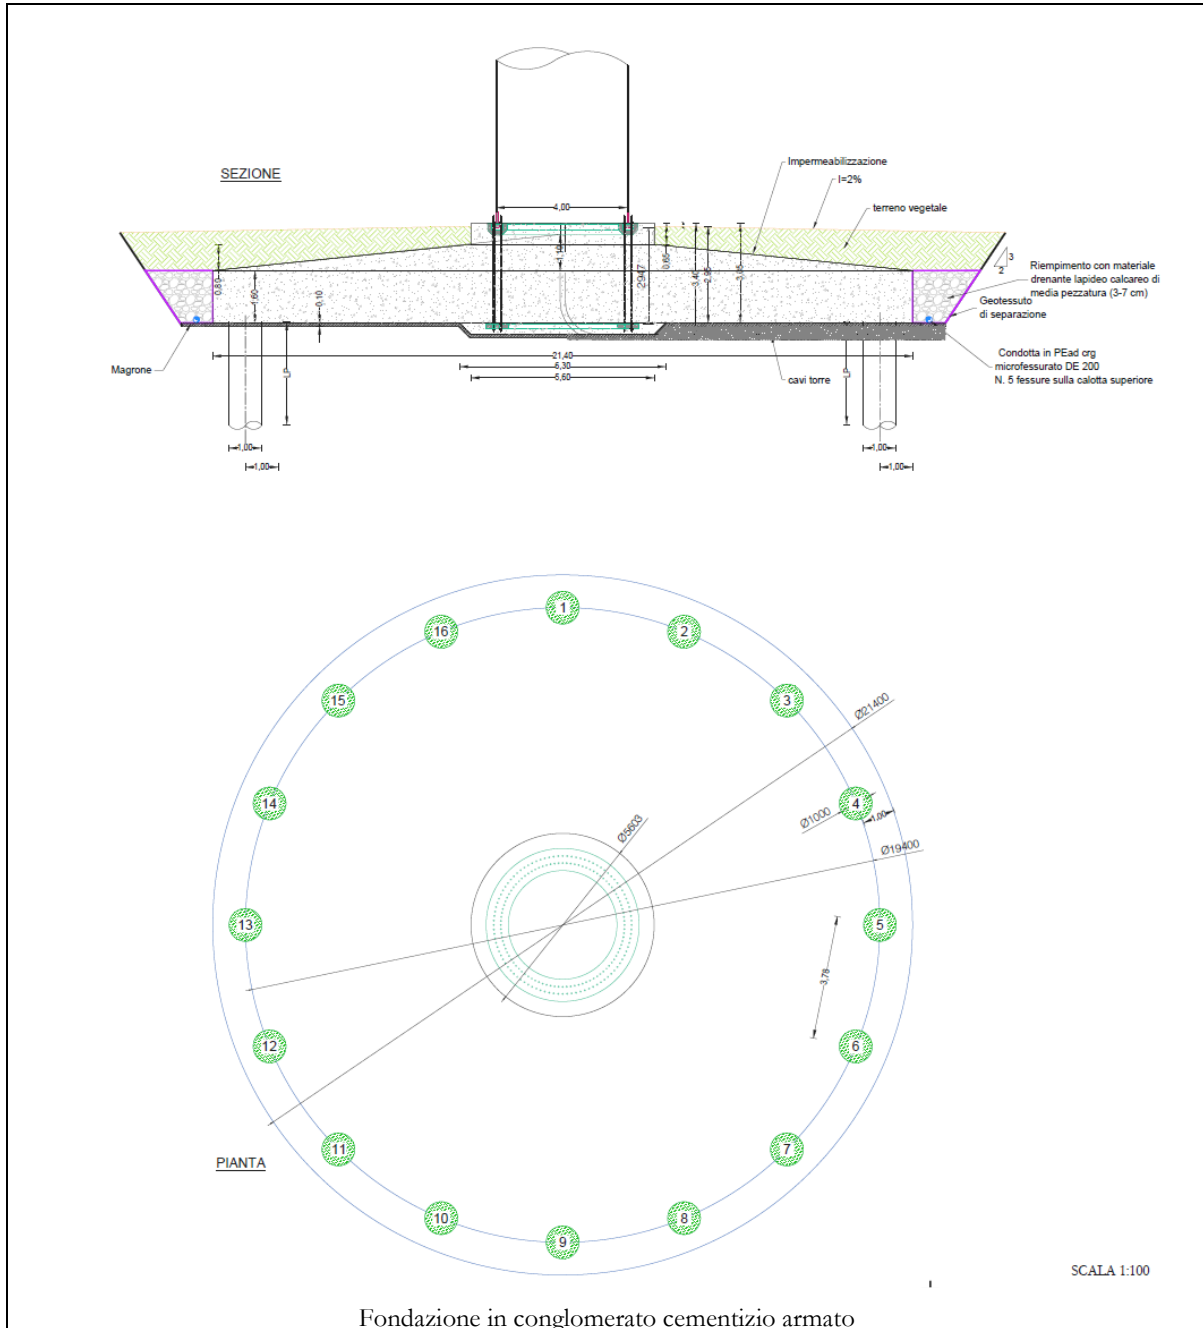 SEZIONE
4,00
Impermeabilizzazione
I=2%
terreno vegetale
3
2
Riempimento con materiale
drenante lapideo calcareo di
media pezzatura (3-7 cm)
Geotessuto
di separazione
0,80
1,60
0,10
1,10
2947
0,65
3,40
2,95
LP
LP
21,40
6,30
5,60
Magrone
cavi torre
Condotta in PEad crg
microfessurato DE 200
N. 5 fessure sulla calotta superiore
1,00
1,00
1,00
1,00
1
2
3
4
5
6
7
8
9
10
11
12
13
14
15
16
Ø21400
Ø1000
1,00
Ø19400
Ø5603
3,78
PIANTA
SCALA 1:100
Fondazione in conglomerato cementizio armato